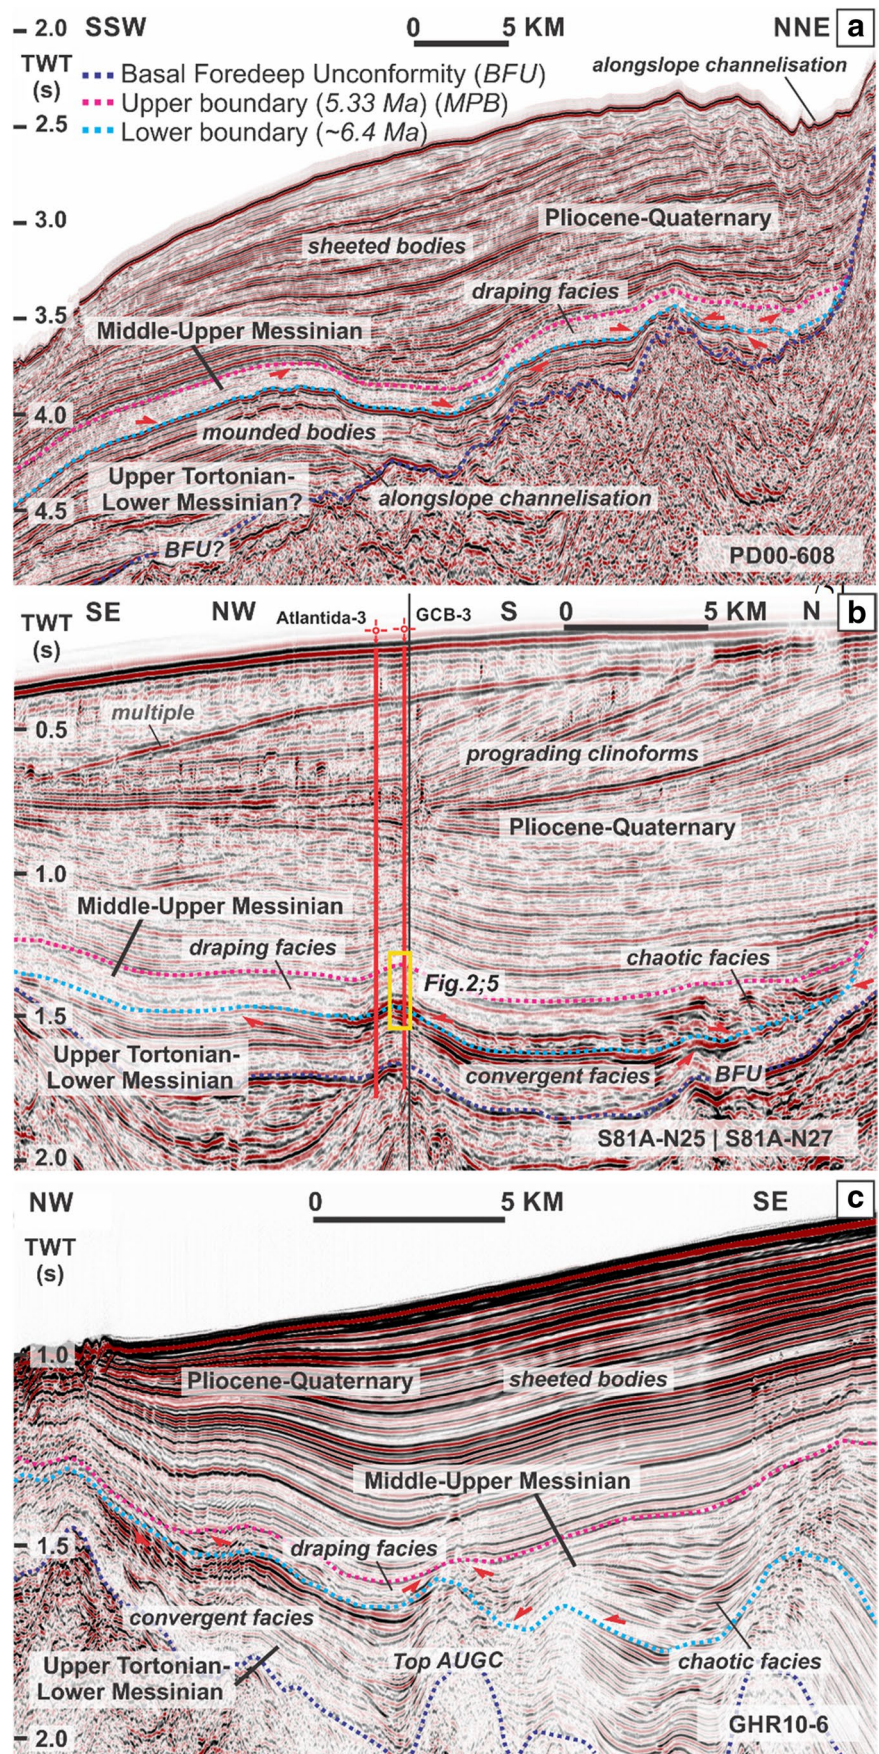 2.0 SSW 0 5 KM NNE a
TWT
(s)
Basal Foredeep Unconformity (BFU)
Upper boundary (5.33 Ma) (MPB)
Lower boundary (~6.4 Ma)
alongslope channelisation
2.5
3.0
Pliocene-Quaternary
sheeted bodies
draping facies
3.5
Middle-Upper Messinian
4.0
mounded bodies
Upper Tortonian-
Lower Messinian?
alongslope channelisation
4.5
BFU?
PD00-608
TWT
(s)
SE NW Atlantida-3 GCB-3 S 0 5 KM N b
multiple
0.5
prograding clinoforms
Pliocene-Quaternary
1.0
Middle-Upper Messinian
draping facies
chaotic facies
Fig.2;5
1.5
Upper Tortonian-
Lower Messinian
convergent facies
BFU
S81A-N25 | S81A-N27
2.0
NW 0 5 KM SE c
TWT
(s)
1.0
Pliocene-Quaternary
sheeted bodies
Middle-Upper Messinian
1.5
draping facies
convergent facies
Upper Tortonian-
Lower Messinian
Top AUGC
chaotic facies
GHR10-6
2.0